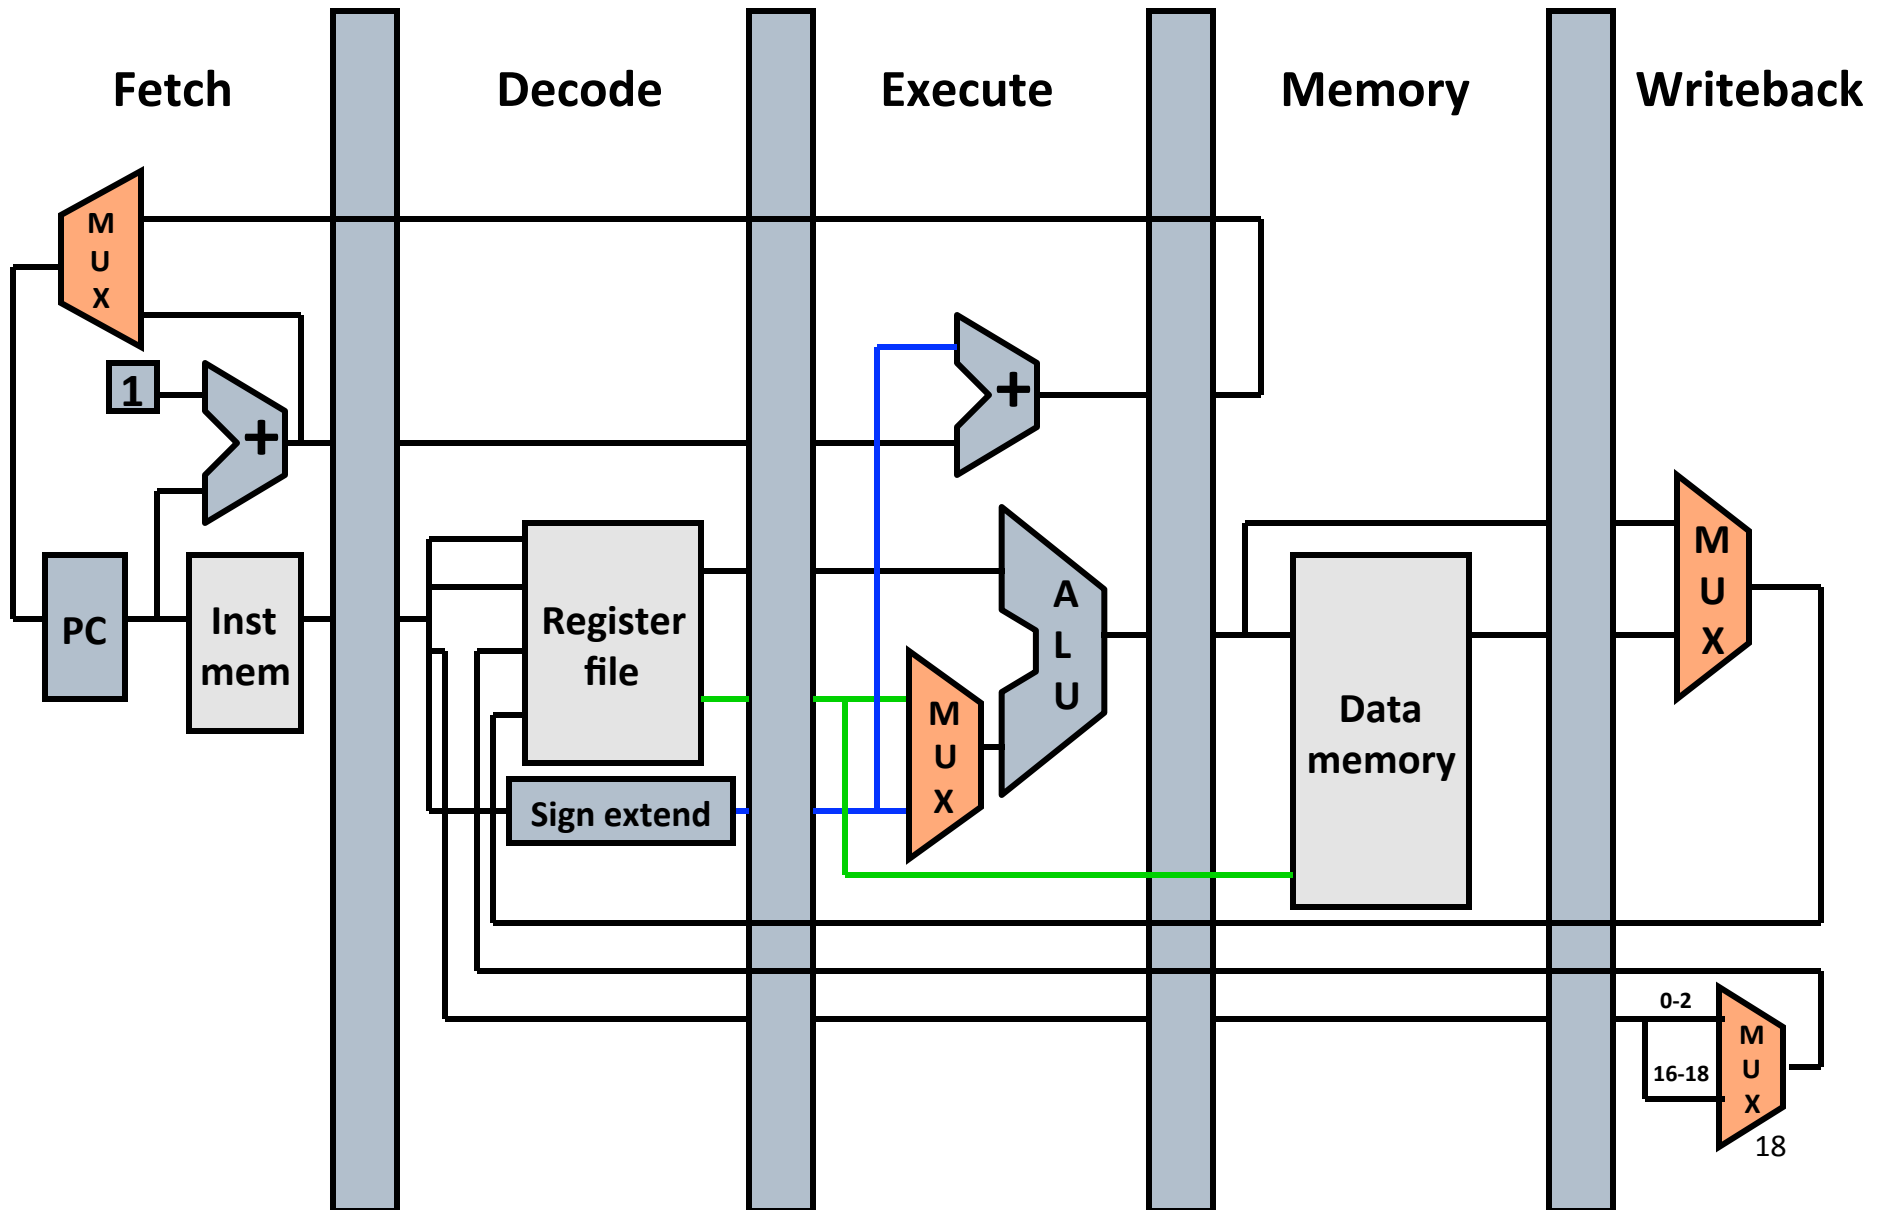 Fetch
Decode
Execute
Memory
Writeback
M
U
X
1
+
+
PC
Inst
mem
Register
file
Sign extend
M
U
X
A
L
U
Data
memory
M
U
X
0-2
16-18
M
U
X
18